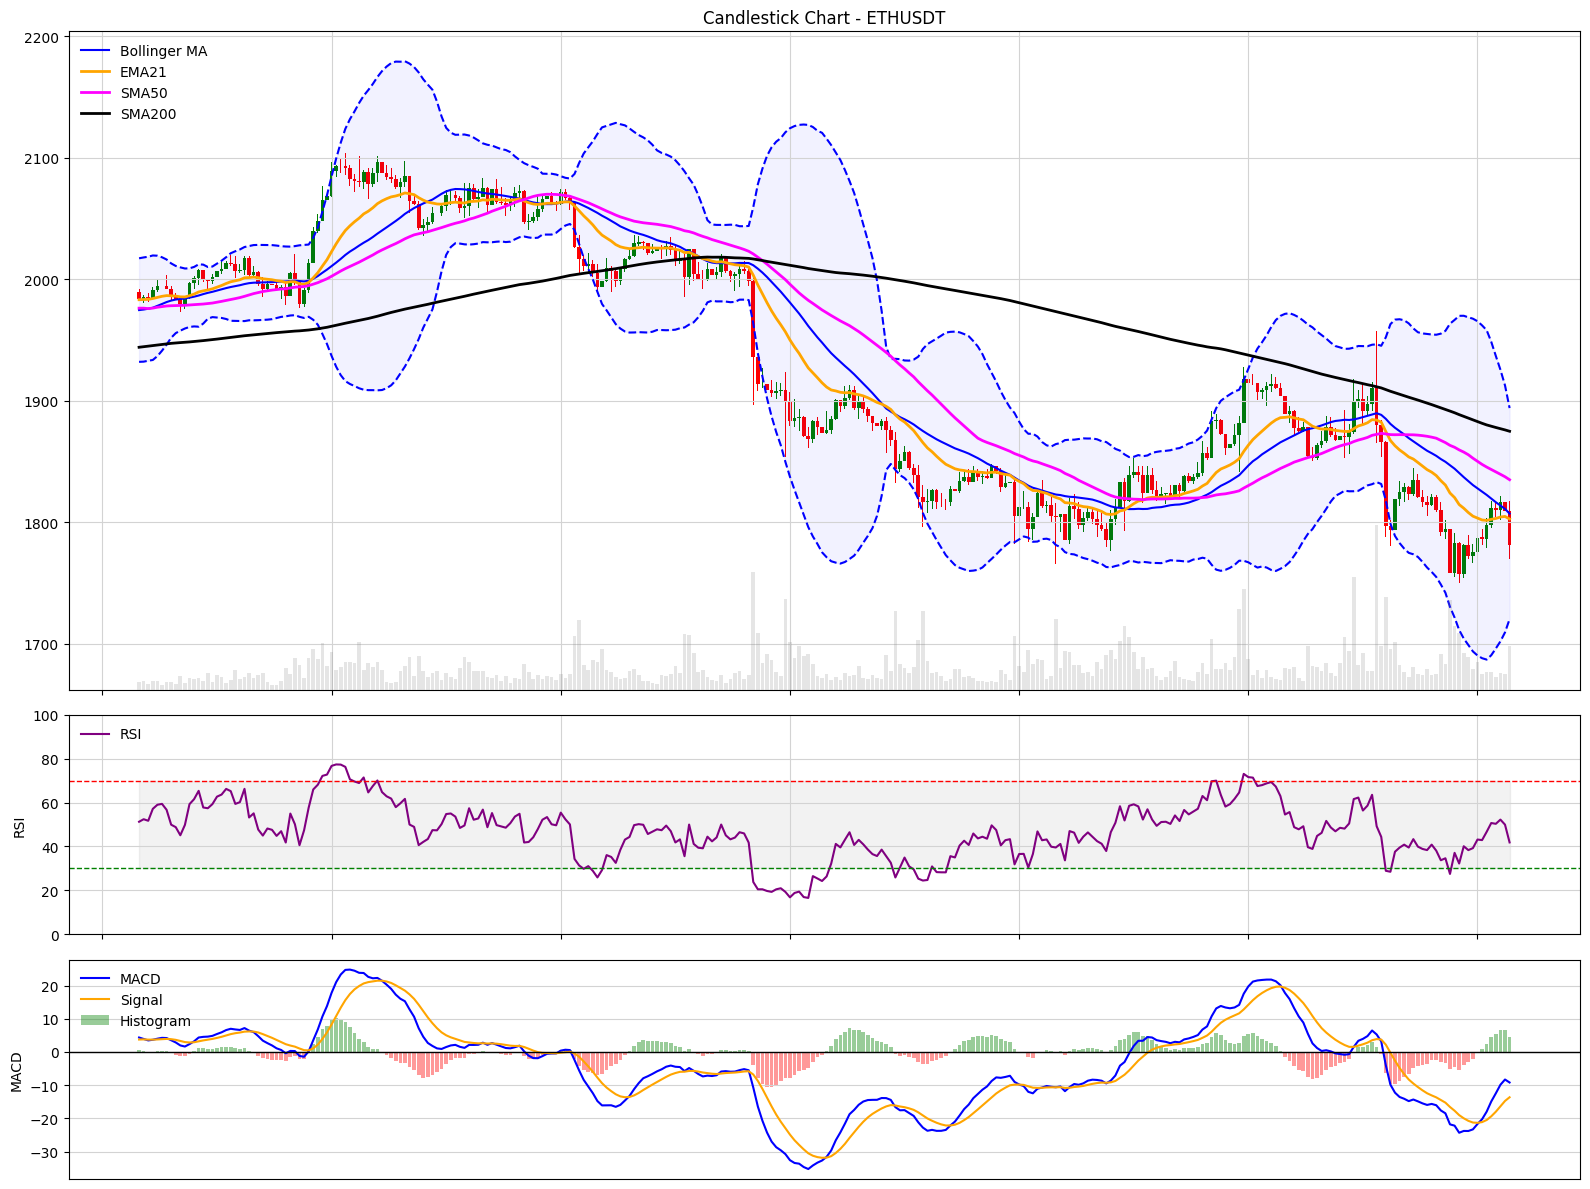 Candlestick Chart - ETHUSDT
Bollinger MA
EMA21
SMA50
SMA200
2200
2100
2000
1900
1800
1700
RSI
RSI
100
80
60
40
20
0
MACD
Signal
Histogram
MACD
20
10
0
−10
−20
−30